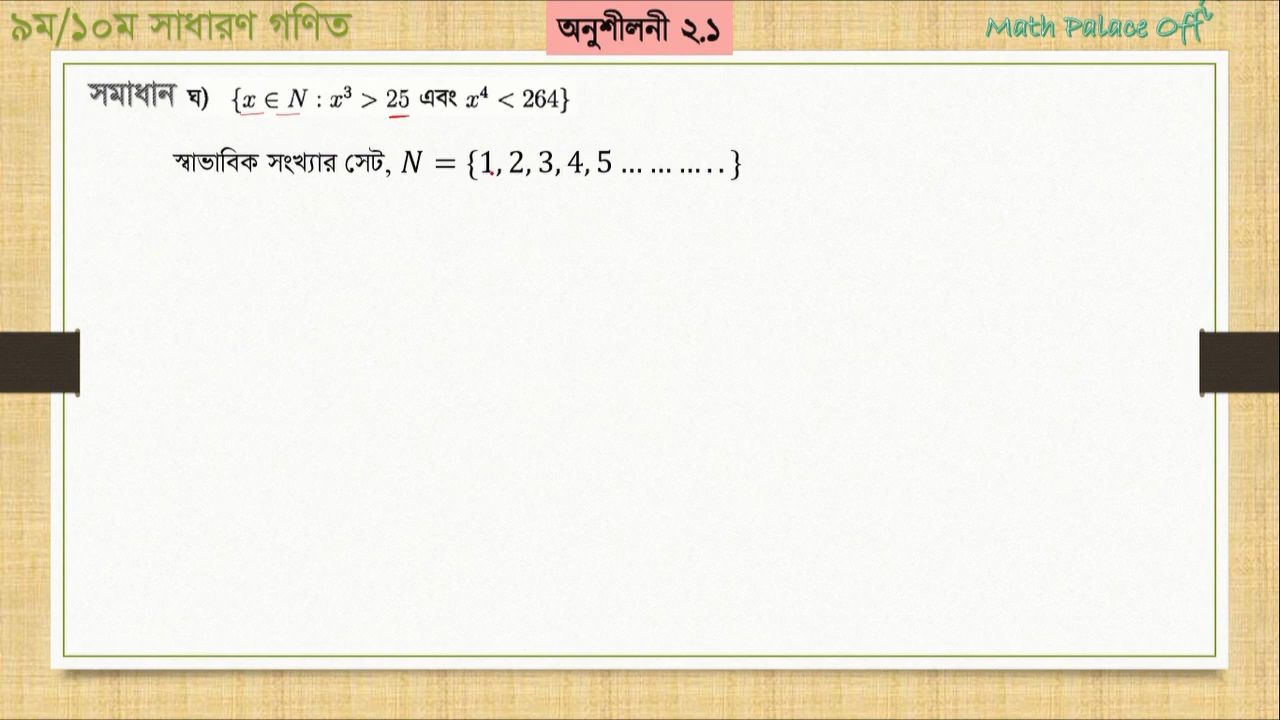 ৯ম/১০ম সাধারণ গণিত
অনুশীলনী ২.১
Math Palace Off
সমাধান ঘ) {x ∈ N : x³ > 25 এবং x⁴ < 264}
স্বাভাবিক সংখ্যার সেট, N = {1, 2, 3, 4, 5 … … … . . }